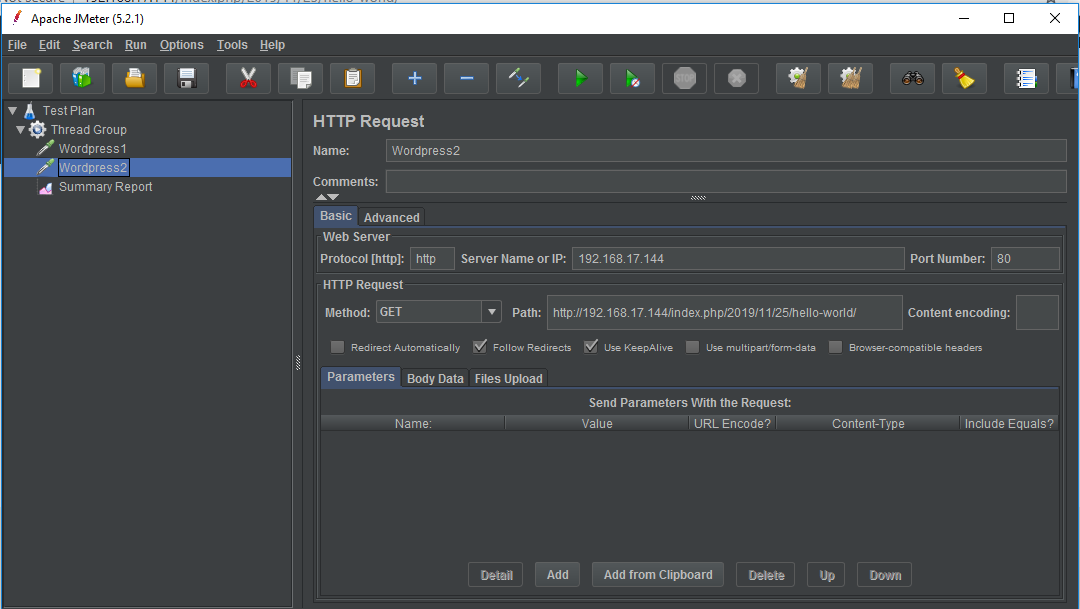 Apache JMeter (5.2.1)
File Edit Search Run Options Tools Help
STOP
Test Plan
Thread Group
Wordpress1
Wordpress2
Summary Report
HTTP Request
Name: Wordpress2
Comments:
Basic Advanced
Web Server
Protocol [http]: http Server Name or IP: 192.168.17.144 Port Number: 80
HTTP Request
Method: GET Path: http://192.168.17.144/index.php/2019/11/25/hello-world/ Content encoding:
Redirect Automatically Follow Redirects Use KeepAlive Use multipart/form-data Browser-compatible headers
Parameters Body Data Files Upload
Send Parameters With the Request:
Name: Value URL Encode? Content-Type Include Equals?
Detail Add Add from Clipboard Delete Up Down